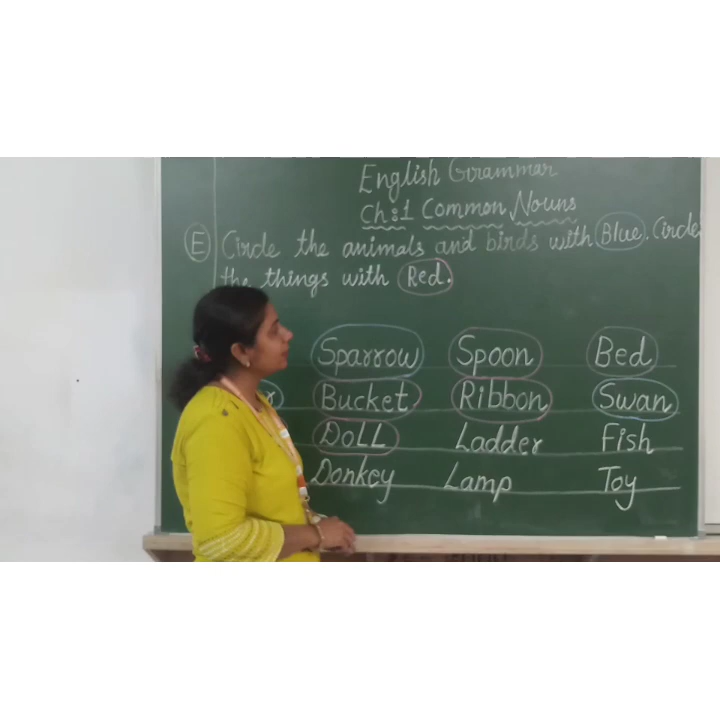 English Grammar
Ch:1 Common Nouns
(E) Circle the animals and birds with Blue. Circle
the things with Red.
Sparrow Spoon Bed
Bucket Ribbon Swan
DoLL Ladder Fish
Donkey Lamp Toy